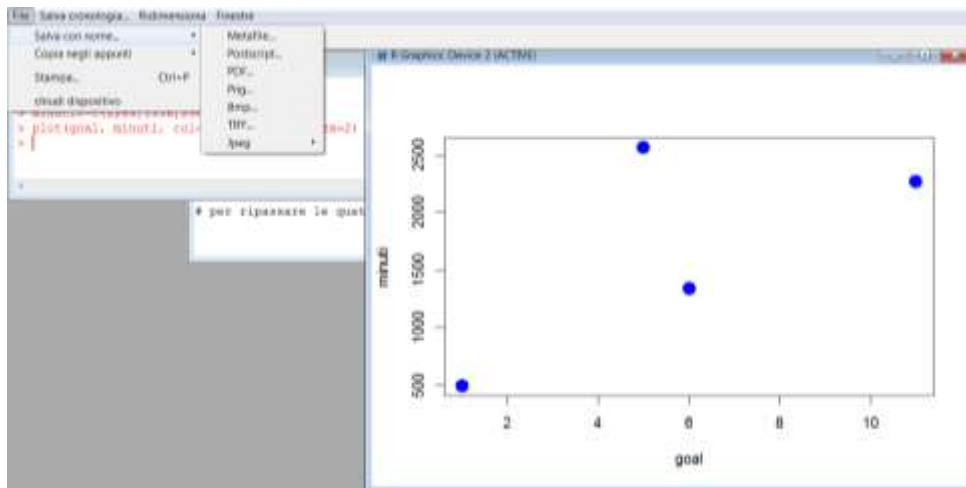 File Salva cronologia... Ridimensiona Finestre
Salva con nome...
Copia negli appunti
Stampa... Ctrl+P
chiudi dispositivo
Metafile...
Postscript...
PDF...
Png...
Bmp...
TIFF...
Jpeg
> plot(goal, minuti,
>
# per ripassare le
R Graphics: Device 2 (ACTIVE)
2500
2000
1500
1000
500
minuti
2 4 6 8 10
goal